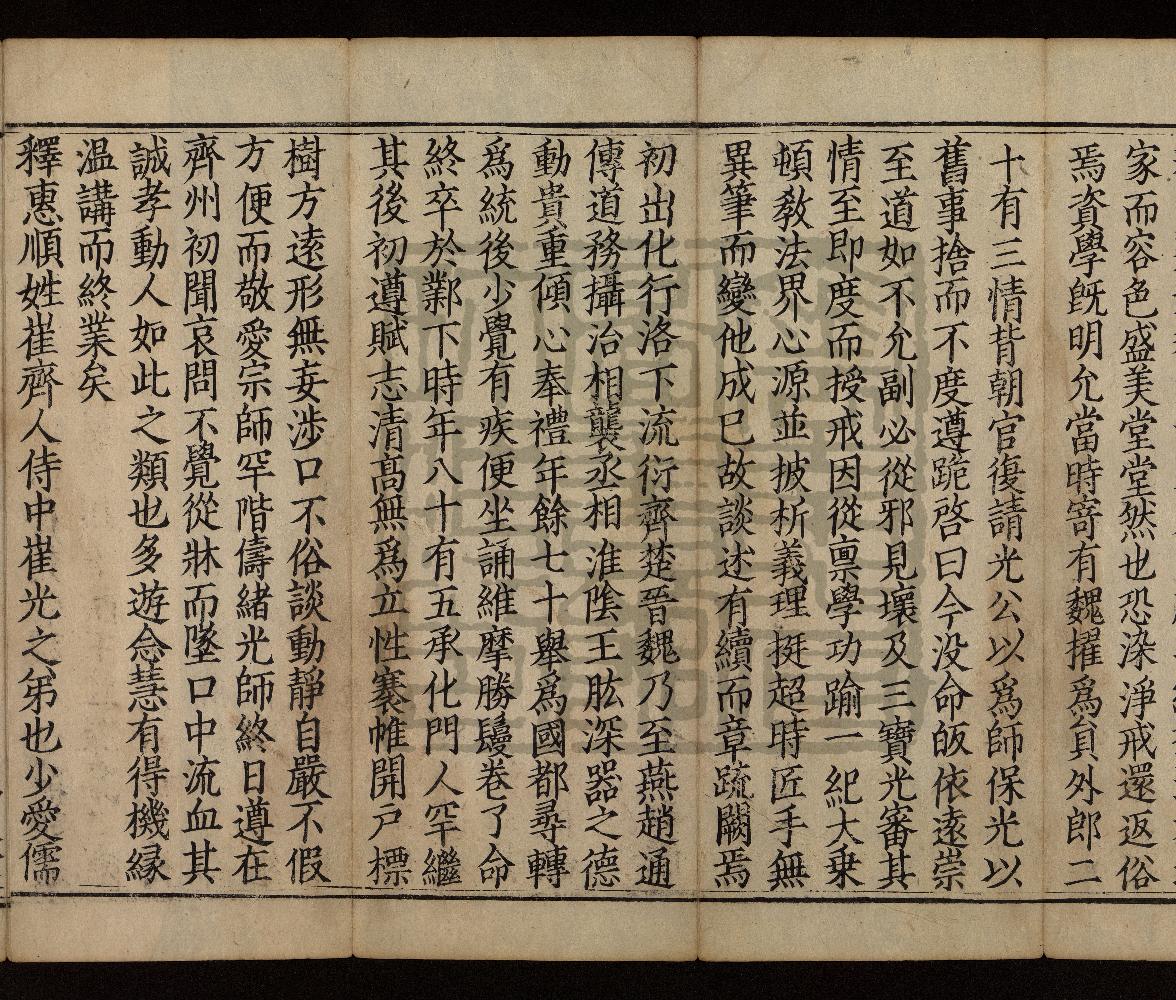 家而容色盛美堂堂然也恐染淨戒還返俗
焉資學既明允當時寄有魏擢爲貟外郎二
十有三情背朝官復請光公以爲師保光以
舊事捨而不度遵跪啓曰今没命皈依遠崇
至道如不允副必從邪見壞及三寶光審其
情至即度而授戒因從禀學功踰一紀大乗
頓教法界心源並披析義理挺超時匠手無
異筆而變他成巳故談述有續而章䟽闕焉
初出化行洛下流衍齊楚晉魏乃至燕趙通
傳道務攝治相襲丞相淮隂王肱深器之德
動貴重傾心奉禮年餘七十舉爲國都尋轉
爲統後少覺有疾便坐誦維摩勝鬘卷了命
終卒於鄴下時年八十有五承化門人罕繼
其後初遵賦志清髙無爲立性褰帷開户標
樹方遠形無妄涉口不俗談動靜自嚴不假
方便而敬愛宗師罕階儔緒光師終日遵在
齊州初聞哀問不覺從牀而墜口中流血其
誠孝動人如此之類也多遊念慧有得機縁
温講而終業矣
釋惠順姓崔齊人侍中崔光之弟也少愛儒